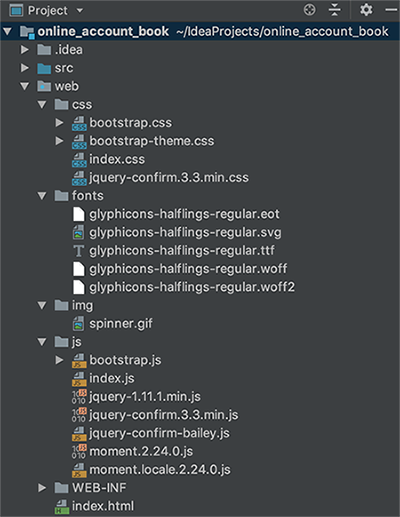 Project
online_account_book ~/IdeaProjects/online_account_book
.idea
src
web
css
bootstrap.css
bootstrap-theme.css
index.css
jquery-confirm.3.3.min.css
fonts
glyphicons-halflings-regular.eot
glyphicons-halflings-regular.svg
glyphicons-halflings-regular.ttf
glyphicons-halflings-regular.woff
glyphicons-halflings-regular.woff2
img
spinner.gif
js
bootstrap.js
index.js
jquery-1.11.1.min.js
jquery-confirm.3.3.min.js
jquery-confirm-bailey.js
moment.2.24.0.js
moment.locale.2.24.0.js
WEB-INF
index.html